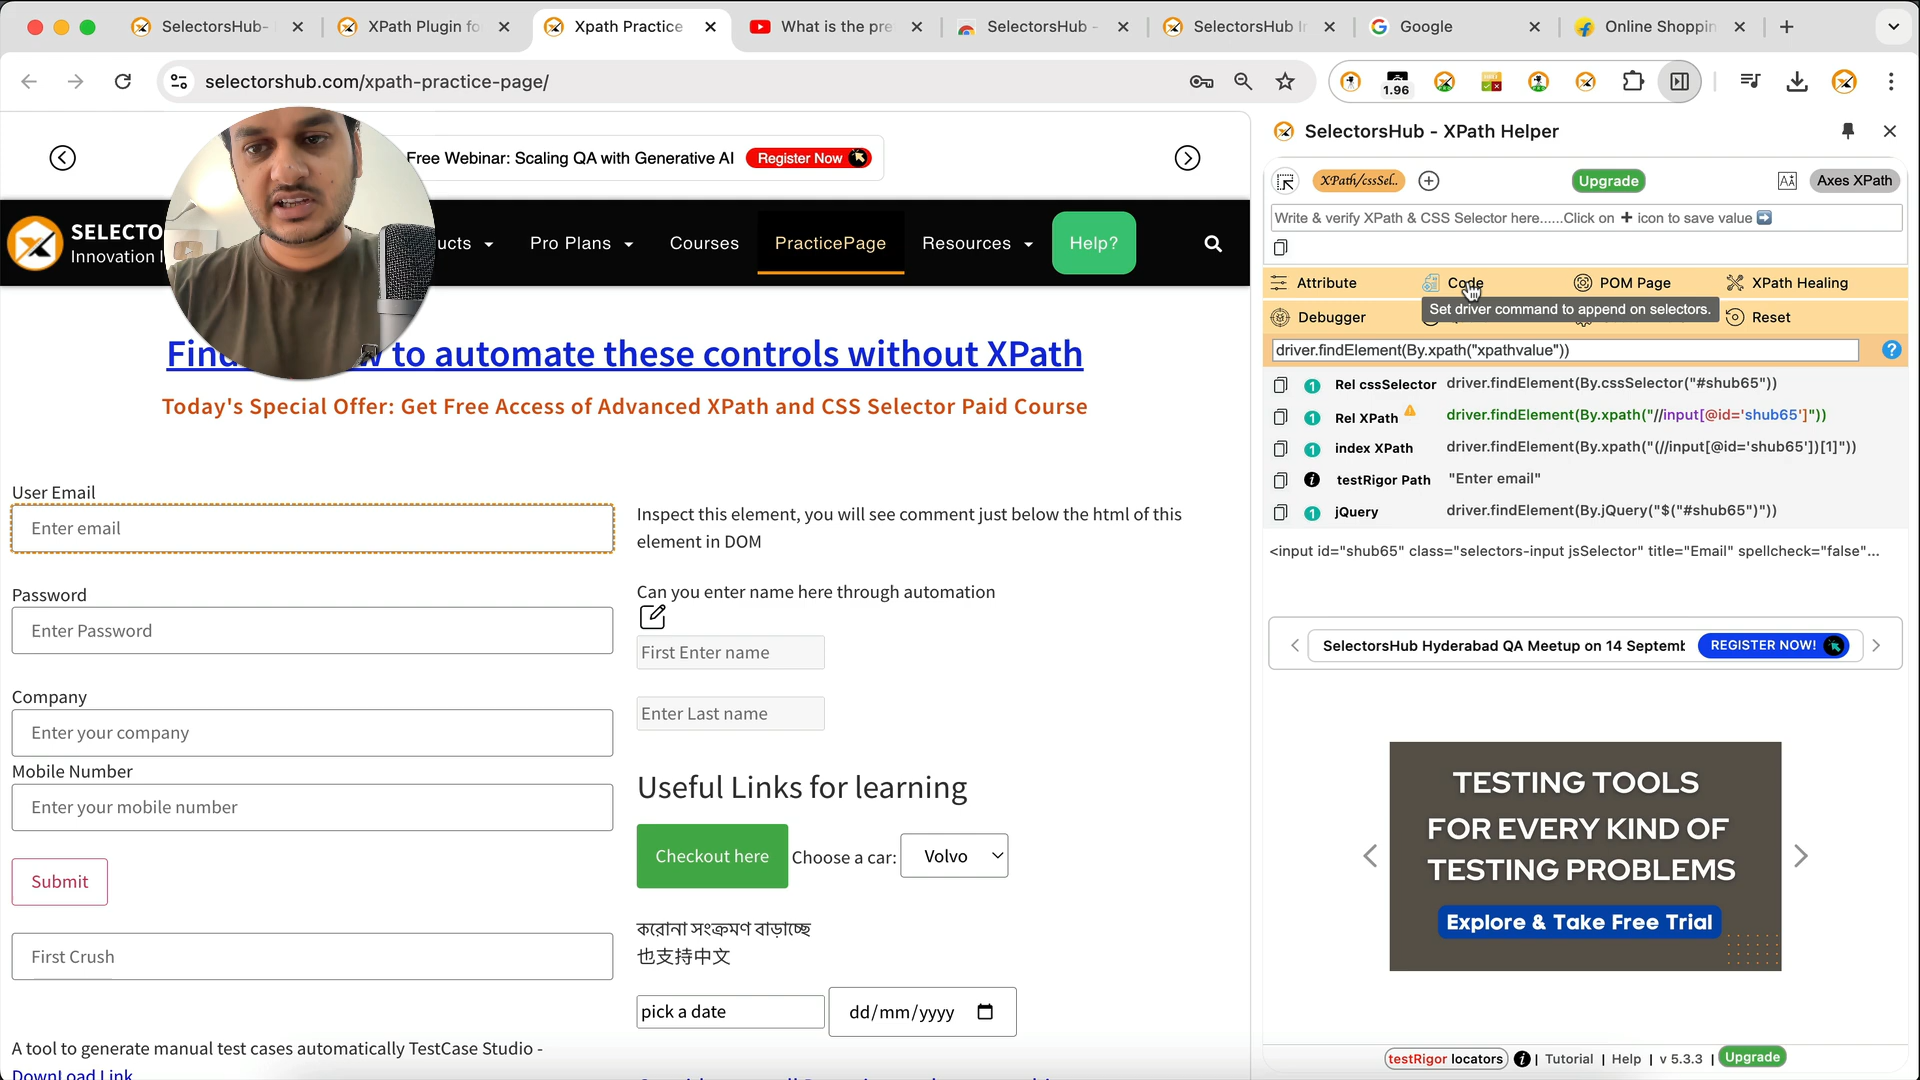 SelectorsHub-
XPath Plugin fo
Xpath Practice
What is the pre
SelectorsHub -
SelectorsHub Ir
Google
Online Shoppin
selectorshub.com/xpath-practice-page/
1.96
Free Webinar: Scaling QA with Generative AI
Register Now
SELECTO
Innovation
ucts
Pro Plans
Courses
PracticePage
Resources
Help?
to automate these controls without XPath
Today's Special Offer: Get Free Access of Advanced XPath and CSS Selector Paid Course
User Email
Enter email
Password
Enter Password
Company
Enter your company
Mobile Number
Enter your mobile number
Submit
First Crush
A tool to generate manual test cases automatically TestCase Studio -
DownLoad Link
Inspect this element, you will see comment just below the html of this
element in DOM
Can you enter name here through automation
First Enter name
Enter Last name
Useful Links for learning
Checkout here
Choose a car:
Volvo
করোনা সংক্রমণ বাড়াচ্ছে
也支持中文
pick a date
dd/mm/yyyy
SelectorsHub - XPath Helper
XPath/cssSel..
Upgrade
Axes XPath
Write & verify XPath & CSS Selector here......Click on + icon to save value
Attribute
Code
POM Page
XPath Healing
Set driver command to append on selectors.
Debugger
Reset
driver.findElement(By.xpath("xpathvalue"))
?
1 Rel cssSelector driver.findElement(By.cssSelector("#shub65"))
1 Rel XPath driver.findElement(By.xpath("//input[@id='shub65']"))
1 index XPath driver.findElement(By.xpath("(//input[@id='shub65'])[1]"))
i testRigor Path "Enter email"
1 jQuery driver.findElement(By.jQuery("$("#shub65")"))
<input id="shub65" class="selectors-input jsSelector" title="Email" spellcheck="false"...
SelectorsHub Hyderabad QA Meetup on 14 Septemb
REGISTER NOW!
TESTING TOOLS
FOR EVERY KIND OF
TESTING PROBLEMS
Explore & Take Free Trial
testRigor locators
i | Tutorial | Help | v 5.3.3 | Upgrade